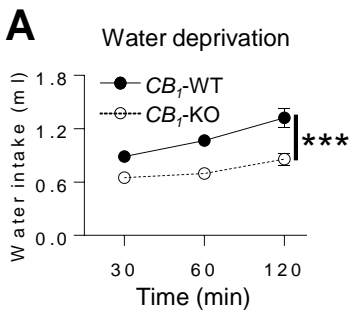 A
Water deprivation
1.8
1.2
0.6
0.0
Water intake (ml)
CB₁-WT
CB₁-KO
***
30 60 120
Time (min)